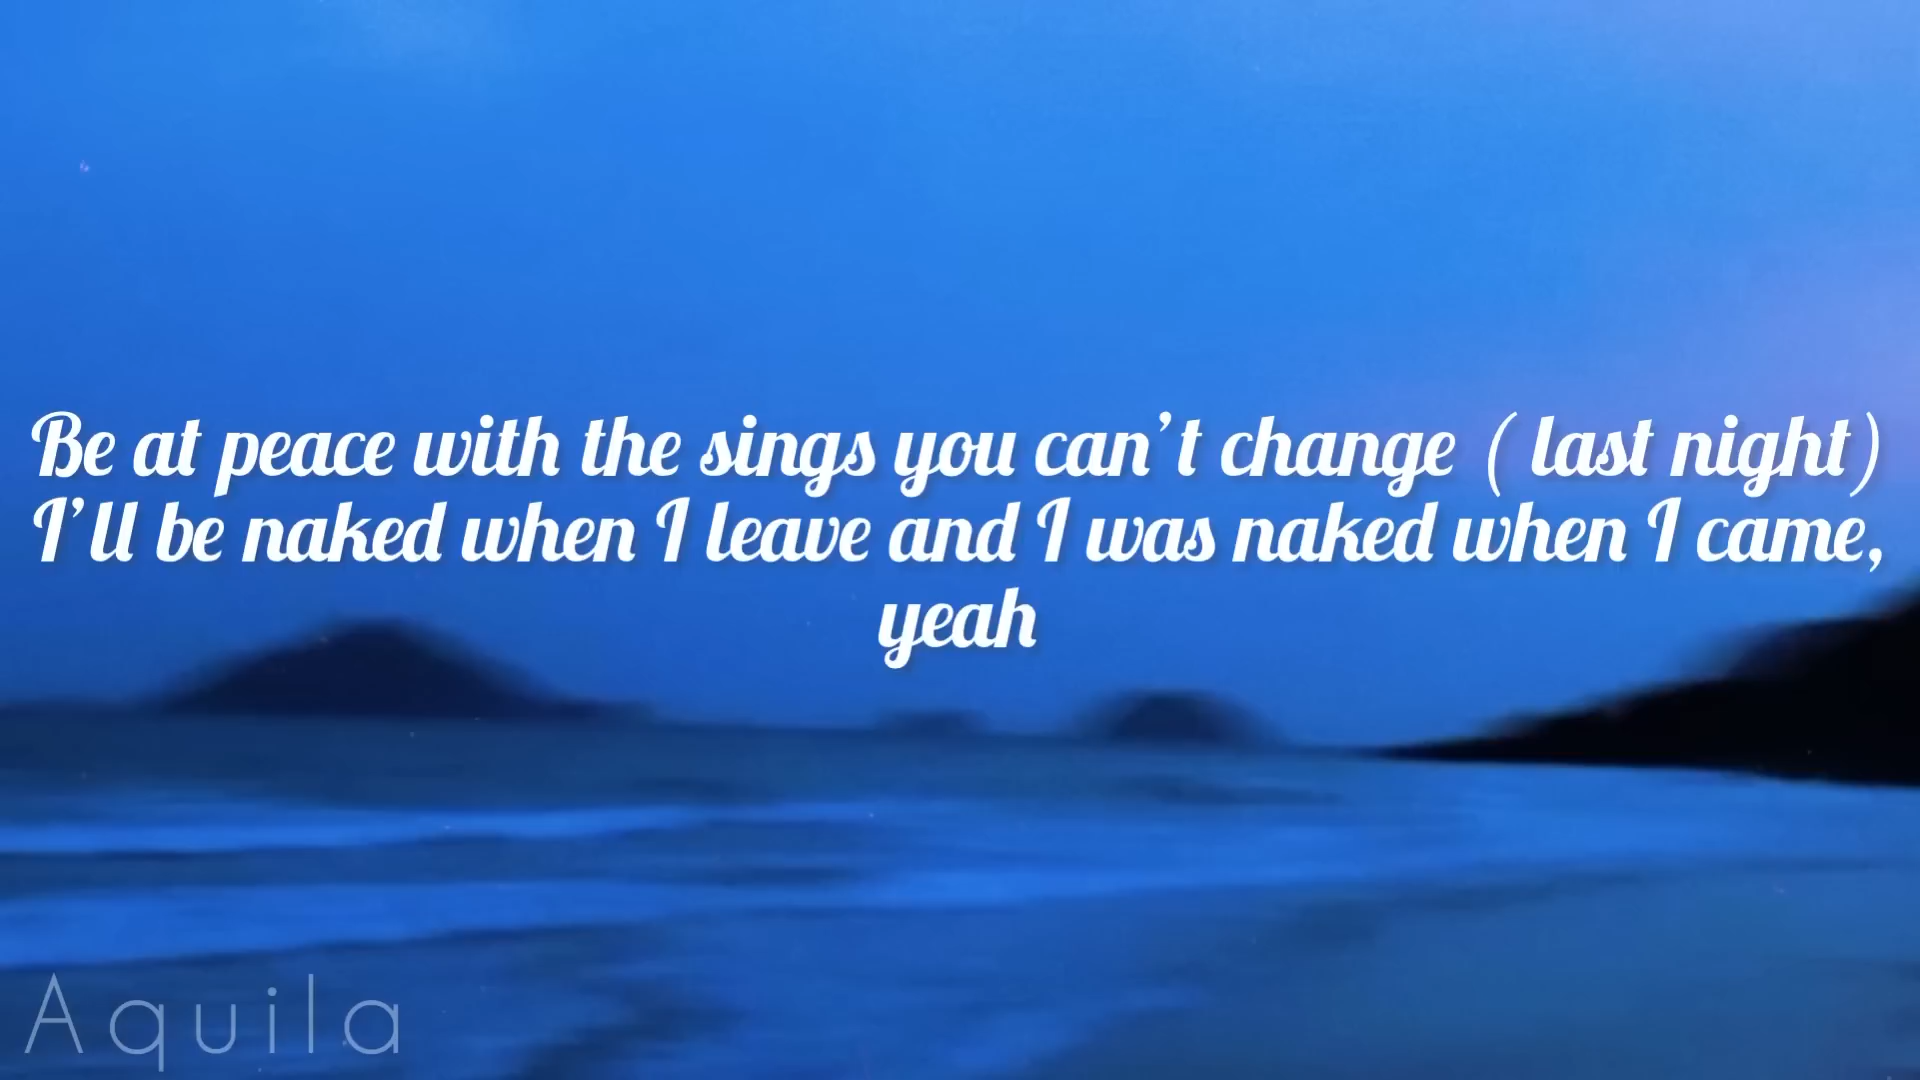 Be at peace with the sings you can't change ( last night)
I'll be naked when I leave and I was naked when I came,
yeah
Aquila